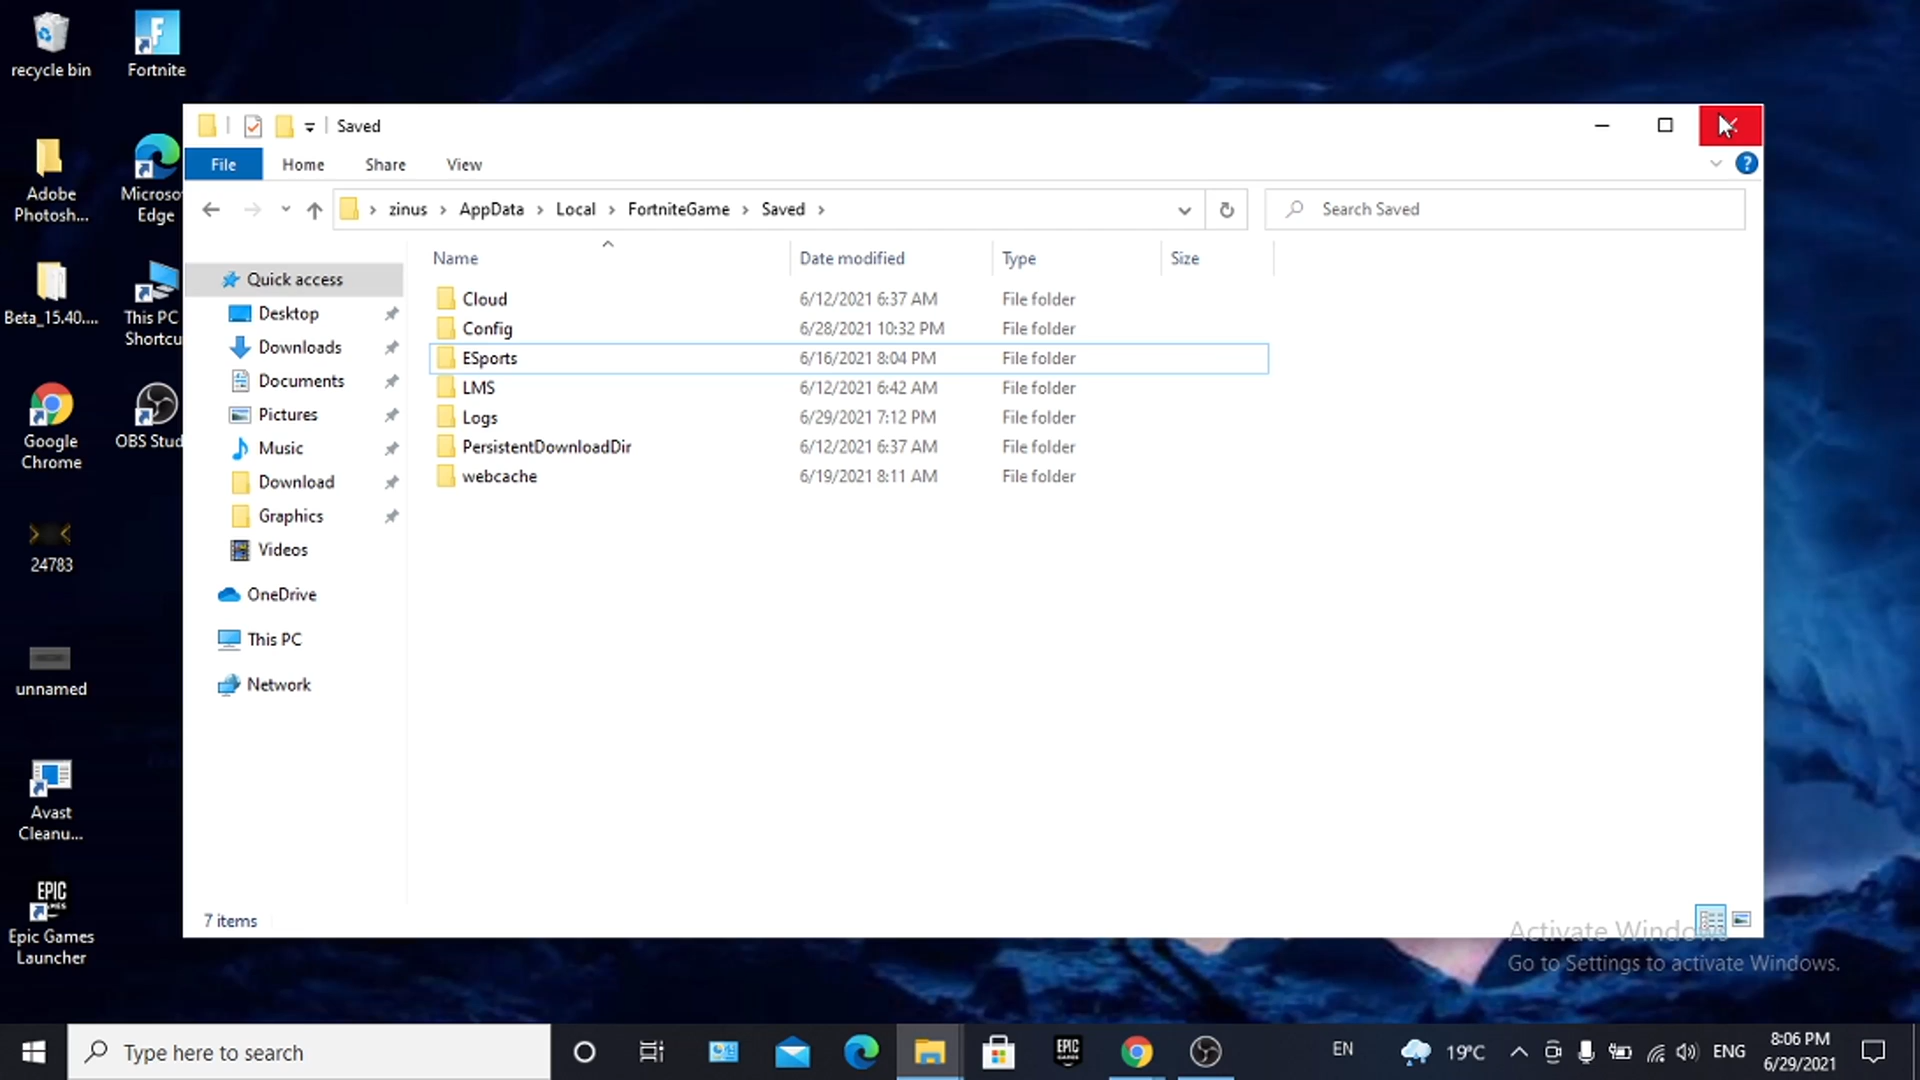 recycle bin
Fortnite
Adobe
Photosh...
Microso
Edge
Beta_15.40....
This PC
Shortcu
Google
Chrome
OBS Stud
24783
unnamed
Avast
Cleanu...
EPIC
GAMES
Epic Games
Launcher
Saved
File
Home
Share
View
zinus
AppData
Local
FortniteGame
Saved
Search Saved
Name
Date modified
Type
Size
Quick access
Desktop
Downloads
Documents
Pictures
Music
Download
Graphics
Videos
OneDrive
This PC
Network
Cloud 6/12/2021 6:37 AM File folder
Config 6/28/2021 10:32 PM File folder
ESports 6/16/2021 8:04 PM File folder
LMS 6/12/2021 6:42 AM File folder
Logs 6/29/2021 7:12 PM File folder
PersistentDownloadDir 6/12/2021 6:37 AM File folder
webcache 6/19/2021 8:11 AM File folder
7 items
Activate Windows
Go to Settings to activate Windows.
Type here to search
EPIC
GAMES
EN
19°C
ENG
8:06 PM
6/29/2021